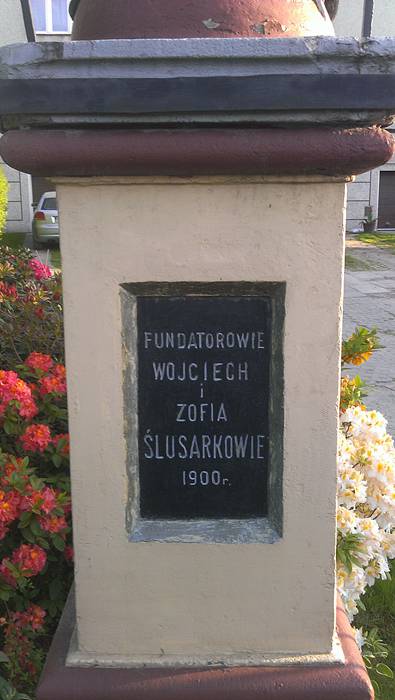 FUNDATOROWIE
WOJCIECH
i
ZOFIA
ŚLUSARKOWIE
1900r.